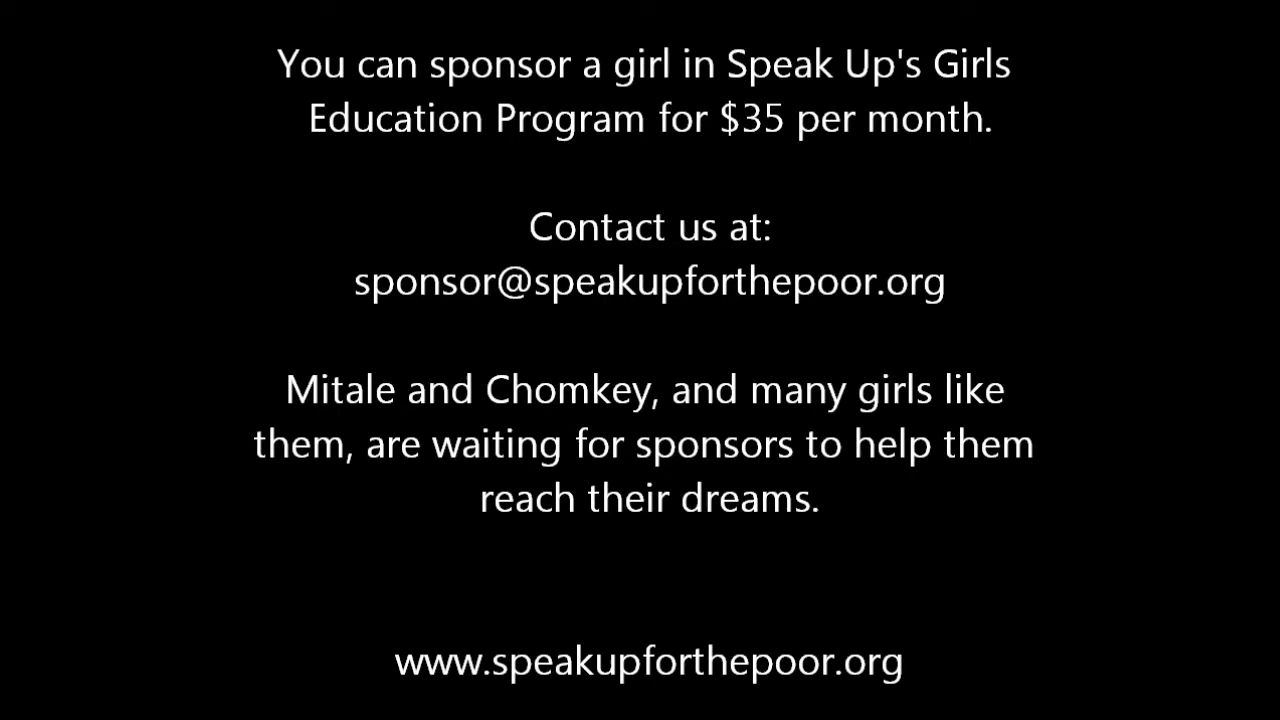 You can sponsor a girl in Speak Up's Girls
Education Program for $35 per month.
Contact us at:
sponsor@speakupforthepoor.org
Mitale and Chomkey, and many girls like
them, are waiting for sponsors to help them
reach their dreams.
www.speakupforthepoor.org